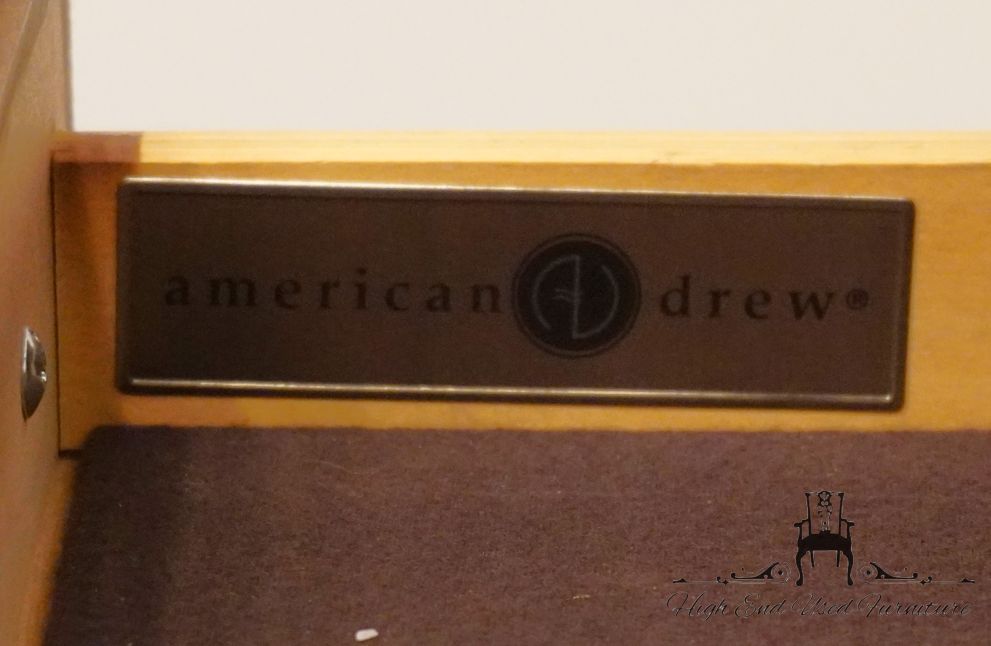 american drew®
High End Used Furniture